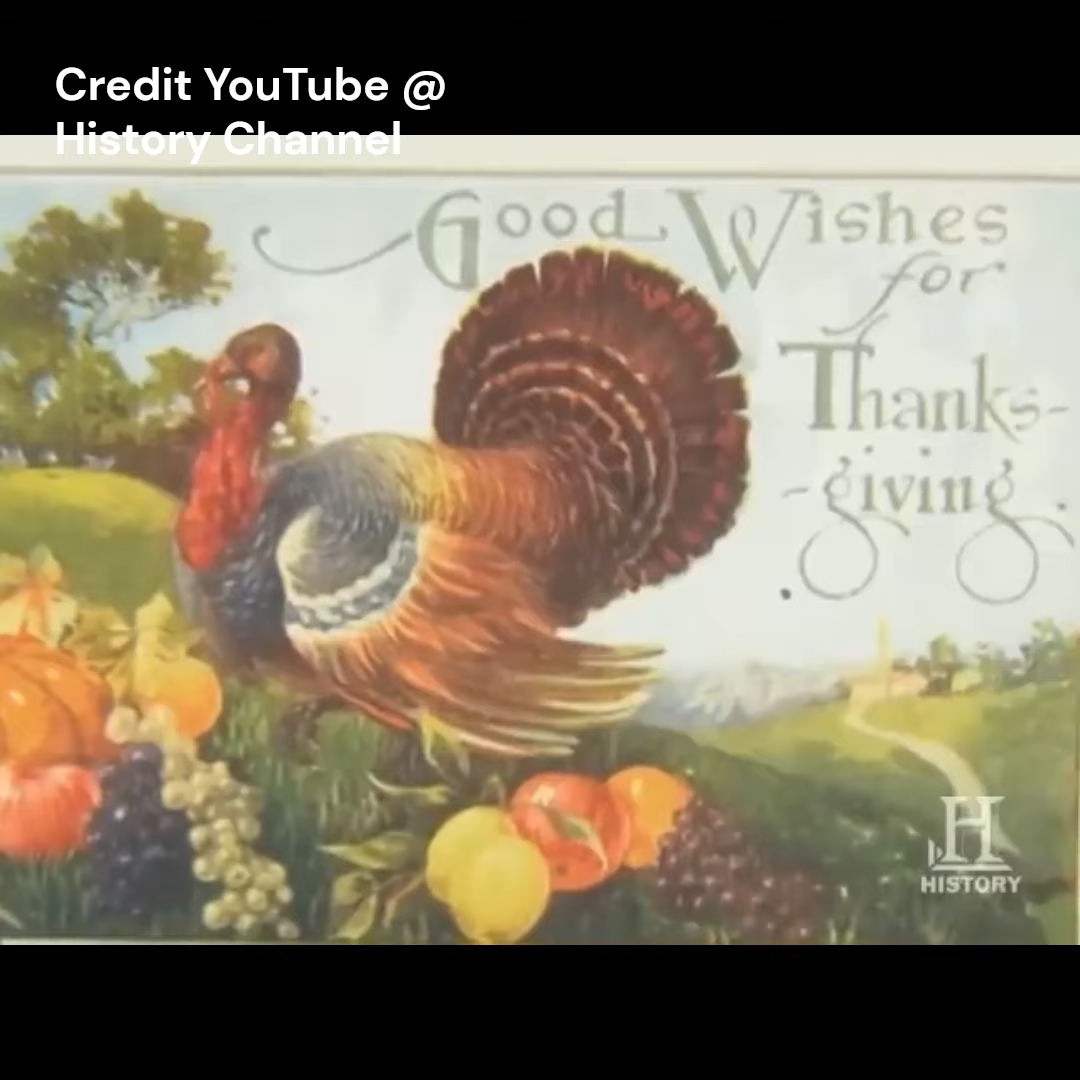 Credit YouTube @
History Channel
Good Wishes
for
Thanks-
-giving.
H
HISTORY